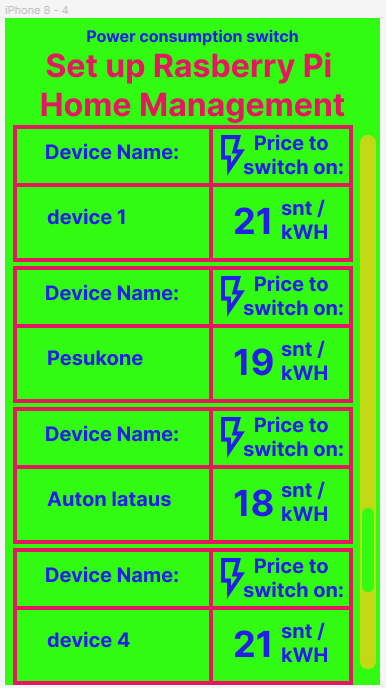 iPhone 8 - 4
Power consumption switch
Set up Rasberry Pi
Home Management
Device Name:
Price to
switch on:
device 1
21 snt /
kWH
Device Name:
Price to
switch on:
Pesukone
19 snt /
kWH
Device Name:
Price to
switch on:
Auton lataus
18 snt /
kWH
Device Name:
Price to
switch on:
device 4
21 snt /
kWH